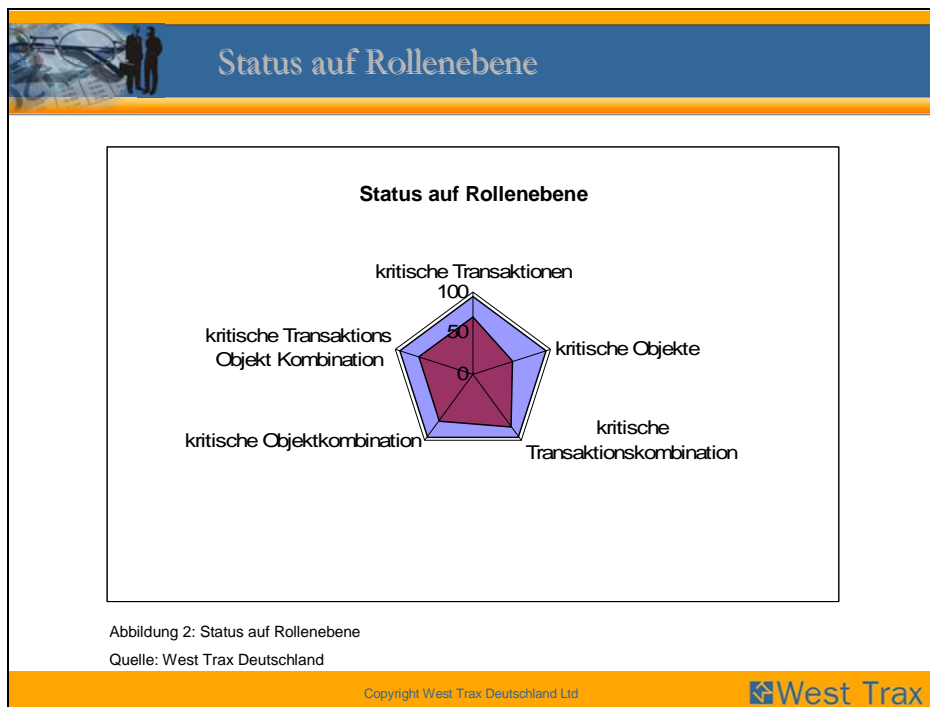 Status auf Rollenebene
Status auf Rollenebene
kritische Transaktionen
100
50
0
kritische Transaktions
Objekt Kombination
kritische Objekte
kritische Objektkombination
kritische
Transaktionskombination
Abbildung 2: Status auf Rollenebene
Quelle: West Trax Deutschland
Copyright West Trax Deutschland Ltd
West Trax